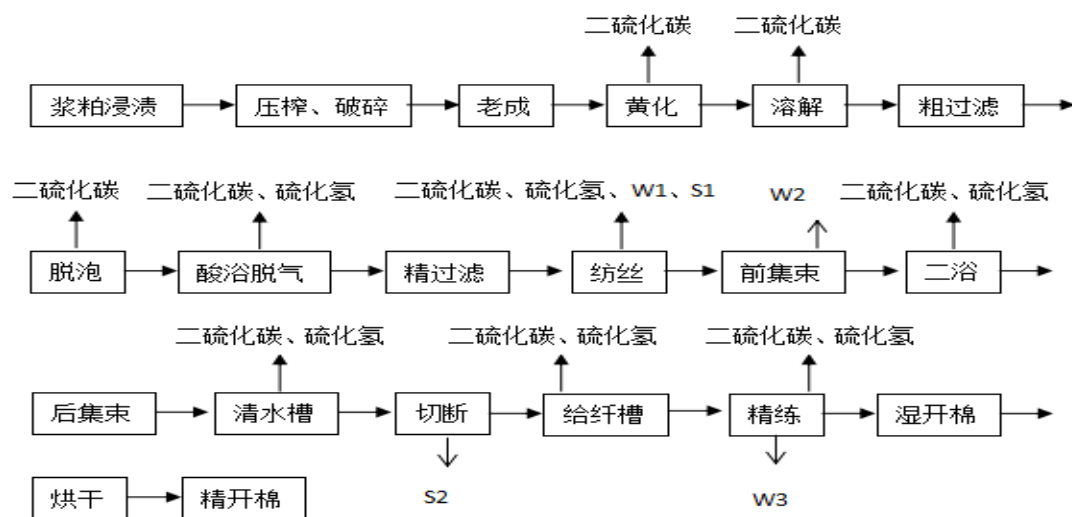 二硫化碳 二硫化碳
浆粕浸渍 压榨、破碎 老成 黄化 溶解 粗过滤
二硫化碳 二硫化碳、硫化氢 二硫化碳、硫化氢、W1、S1 W2 二硫化碳、硫化氢
脱泡 酸浴脱气 精过滤 纺丝 前集束 二浴
二硫化碳、硫化氢 二硫化碳、硫化氢 二硫化碳、硫化氢
后集束 清水槽 切断 给纤槽 精练 湿开棉
烘干 精开棉 S2 W3